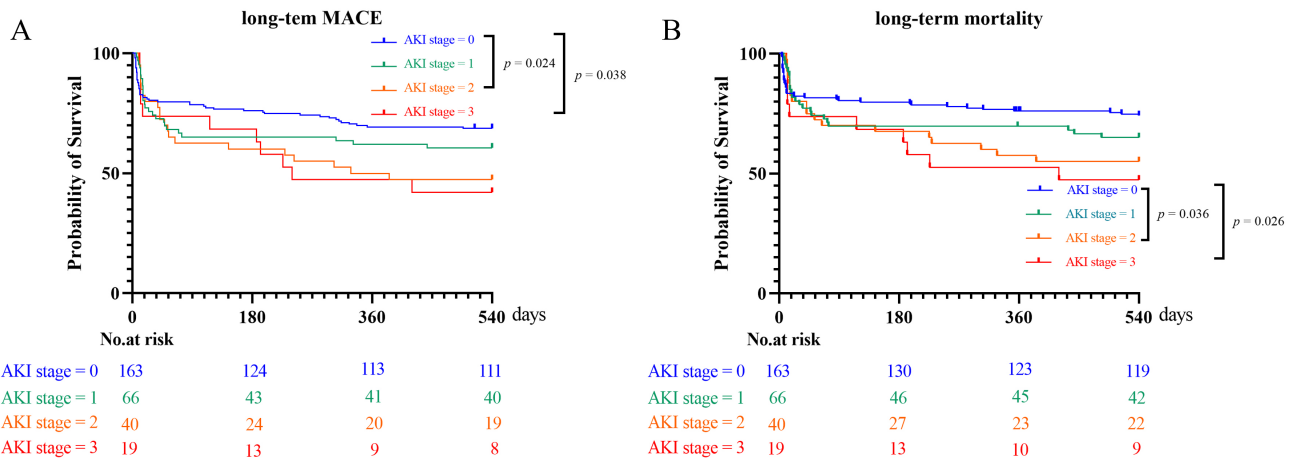 A
long-tem MACE
AKI stage = 0
AKI stage = 1
AKI stage = 2
AKI stage = 3
p = 0.024
p = 0.038
Probability of Survival
100
50
0
0 180 360 540 days
No.at risk
AKI stage = 0 163 124 113 111
AKI stage = 1 66 43 41 40
AKI stage = 2 40 24 20 19
AKI stage = 3 19 13 9 8
B
long-term mortality
Probability of Survival
100
50
0
AKI stage = 0
AKI stage = 1
AKI stage = 2
AKI stage = 3
p = 0.036
p = 0.026
0 180 360 540 days
No.at risk
AKI stage = 0 163 130 123 119
AKI stage = 1 66 46 45 42
AKI stage = 2 40 27 23 22
AKI stage = 3 19 13 10 9